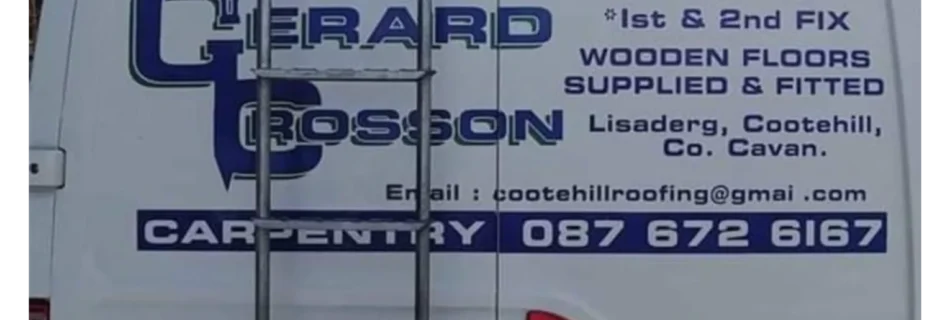 GERARD
CROSSON
*1st & 2nd FIX
WOODEN FLOORS
SUPPLIED & FITTED
Lisaderg, Cootehill,
Co. Cavan.
Email : cootehillroofing@gmai .com
CARPENTRY 087 672 6167